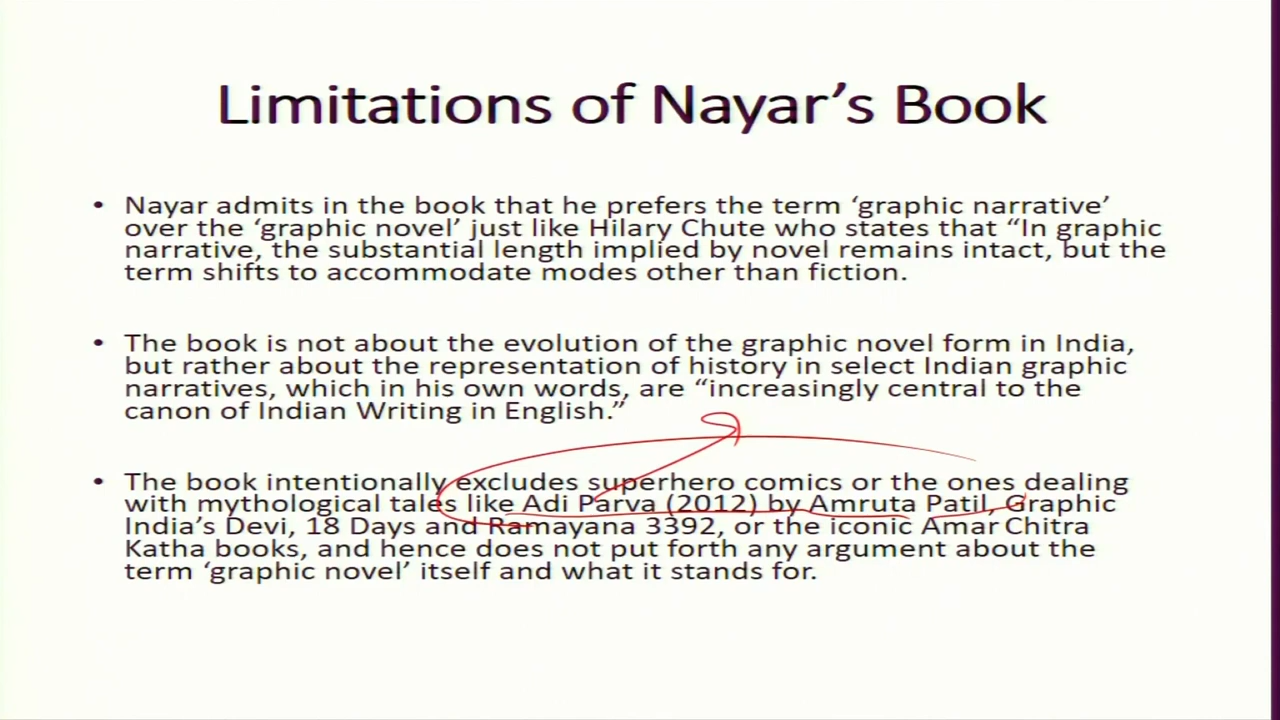 Limitations of Nayar's Book
• Nayar admits in the book that he prefers the term ‘graphic narrative’
over the ‘graphic novel’ just like Hilary Chute who states that “In graphic
narrative, the substantial length implied by novel remains intact, but the
term shifts to accommodate modes other than fiction.
• The book is not about the evolution of the graphic novel form in India,
but rather about the representation of history in select Indian graphic
narratives, which in his own words, are “increasingly central to the
canon of Indian Writing in English.”
• The book intentionally excludes superhero comics or the ones dealing
with mythological tales like Adi Parva (2012) by Amruta Patil, Graphic
India’s Devi, 18 Days and Ramayana 3392, or the iconic Amar Chitra
Katha books, and hence does not put forth any argument about the
term ‘graphic novel’ itself and what it stands for.